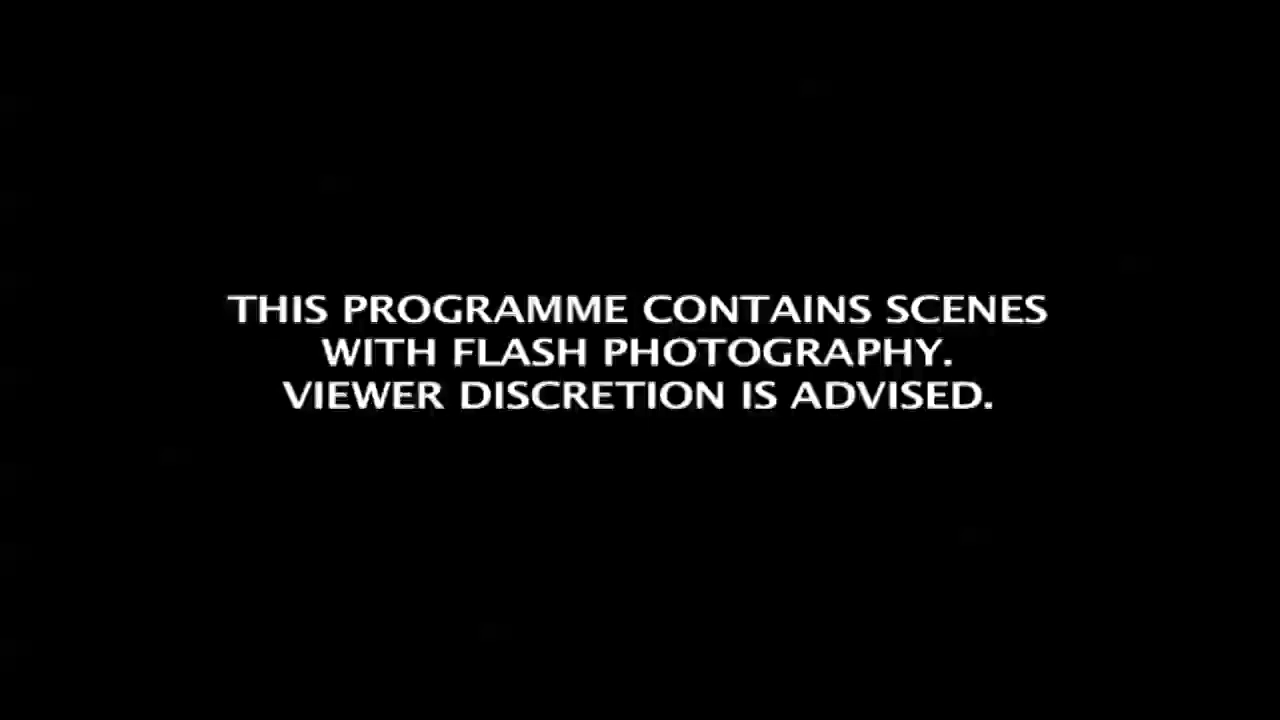 THIS PROGRAMME CONTAINS SCENES
WITH FLASH PHOTOGRAPHY.
VIEWER DISCRETION IS ADVISED.